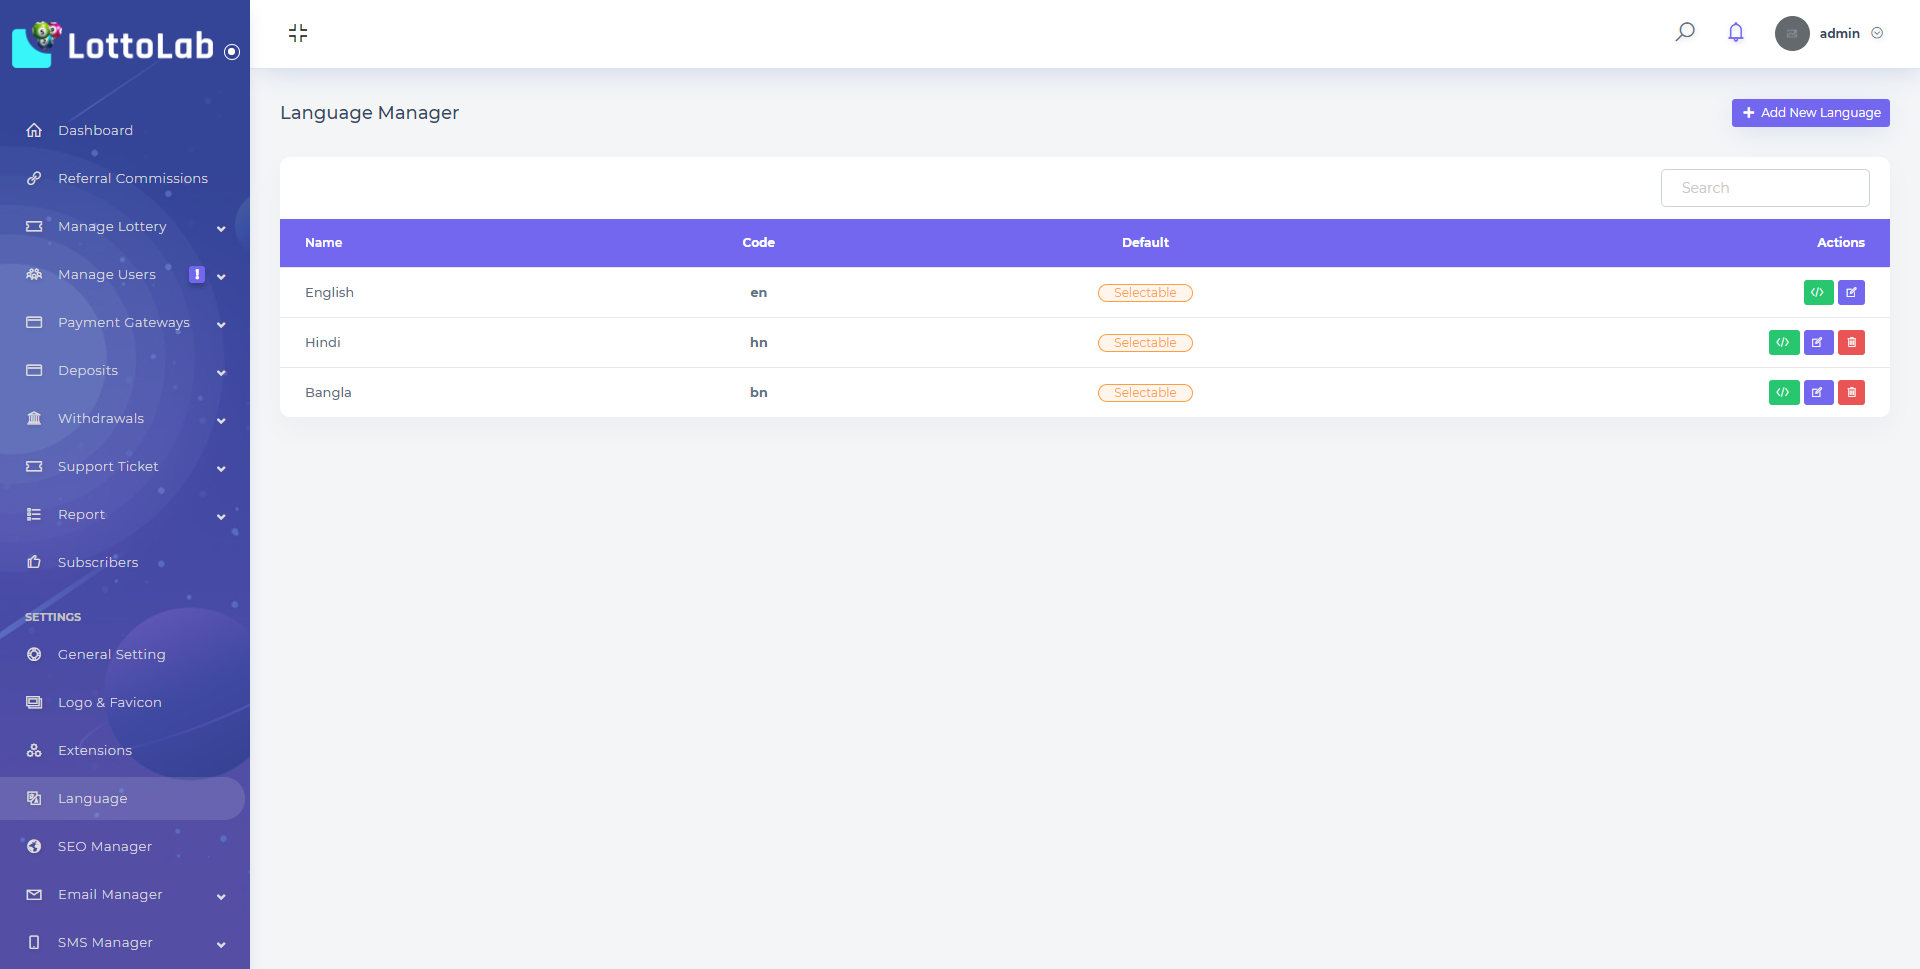 LottoLab
admin
Dashboard
Referral Commissions
Manage Lottery
Manage Users !
Payment Gateways
Deposits
Withdrawals
Support Ticket
Report
Subscribers
SETTINGS
General Setting
Logo & Favicon
Extensions
Language
SEO Manager
Email Manager
SMS Manager
Language Manager
Add New Language
Search
Name Code Default Actions
English en Selectable
Hindi hn Selectable
Bangla bn Selectable